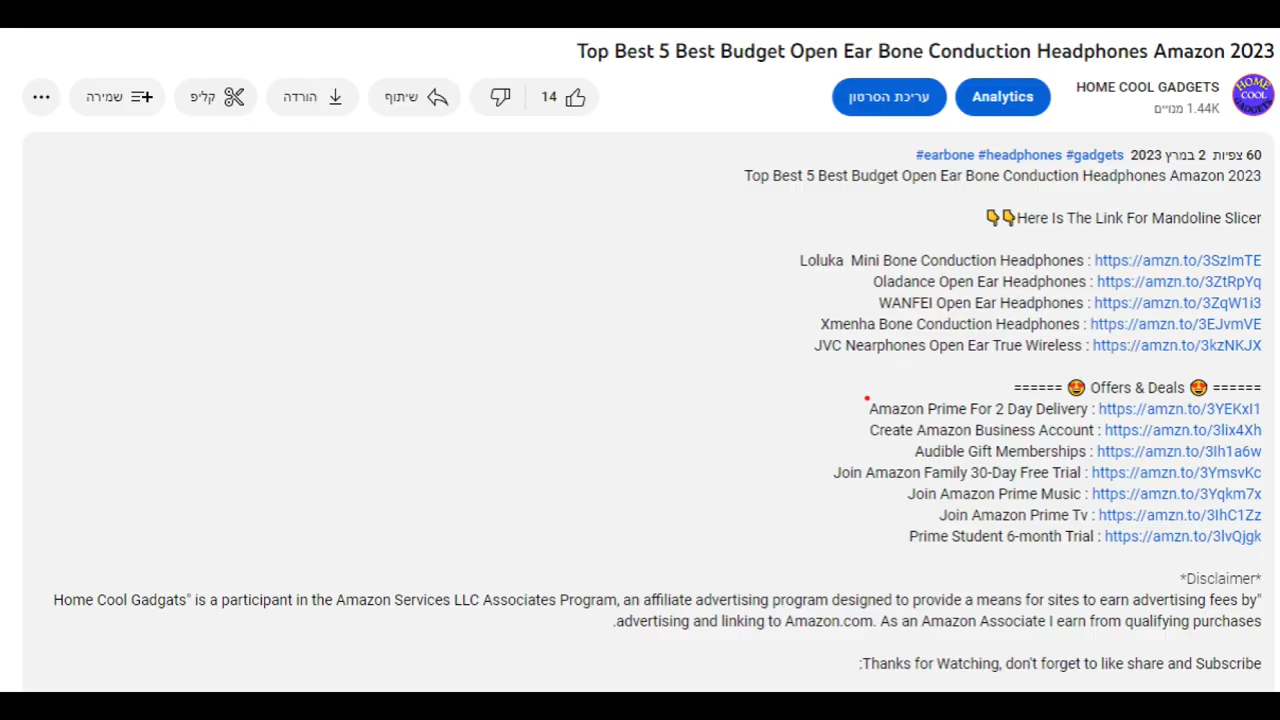 Top Best 5 Best Budget Open Ear Bone Conduction Headphones Amazon 2023
HOME COOL GADGETS
1.44K מנויים
HOME COOL GADGETS
Analytics
עריכת הסרטון
14
שיתוף
הורדה
קליפ
שמירה
60 צפיות 2 במרץ 2023 #earbone #headphones #gadgets
Top Best 5 Best Budget Open Ear Bone Conduction Headphones Amazon 2023
👇👇Here Is The Link For Mandoline Slicer
Loluka Mini Bone Conduction Headphones : https://amzn.to/3SzImTE
Oladance Open Ear Headphones : https://amzn.to/3ZtRpYq
WANFEI Open Ear Headphones : https://amzn.to/3ZqW1i3
Xmenha Bone Conduction Headphones : https://amzn.to/3EJvmVE
JVC Nearphones Open Ear True Wireless : https://amzn.to/3kzNKJX
====== 🤩 Offers & Deals 🤩 ======
Amazon Prime For 2 Day Delivery : https://amzn.to/3YEKxI1
Create Amazon Business Account : https://amzn.to/3lix4Xh
Audible Gift Memberships : https://amzn.to/3Ih1a6w
Join Amazon Family 30-Day Free Trial : https://amzn.to/3YmsvKc
Join Amazon Prime Music : https://amzn.to/3Yqkm7x
Join Amazon Prime Tv : https://amzn.to/3IhC1Zz
Prime Student 6-month Trial : https://amzn.to/3lvQjgk
*Disclaimer*
"Home Cool Gadgats" is a participant in the Amazon Services LLC Associates Program, an affiliate advertising program designed to provide a means for sites to earn advertising fees by
advertising and linking to Amazon.com. As an Amazon Associate I earn from qualifying purchases.
Thanks for Watching, don't forget to like share and Subscribe: